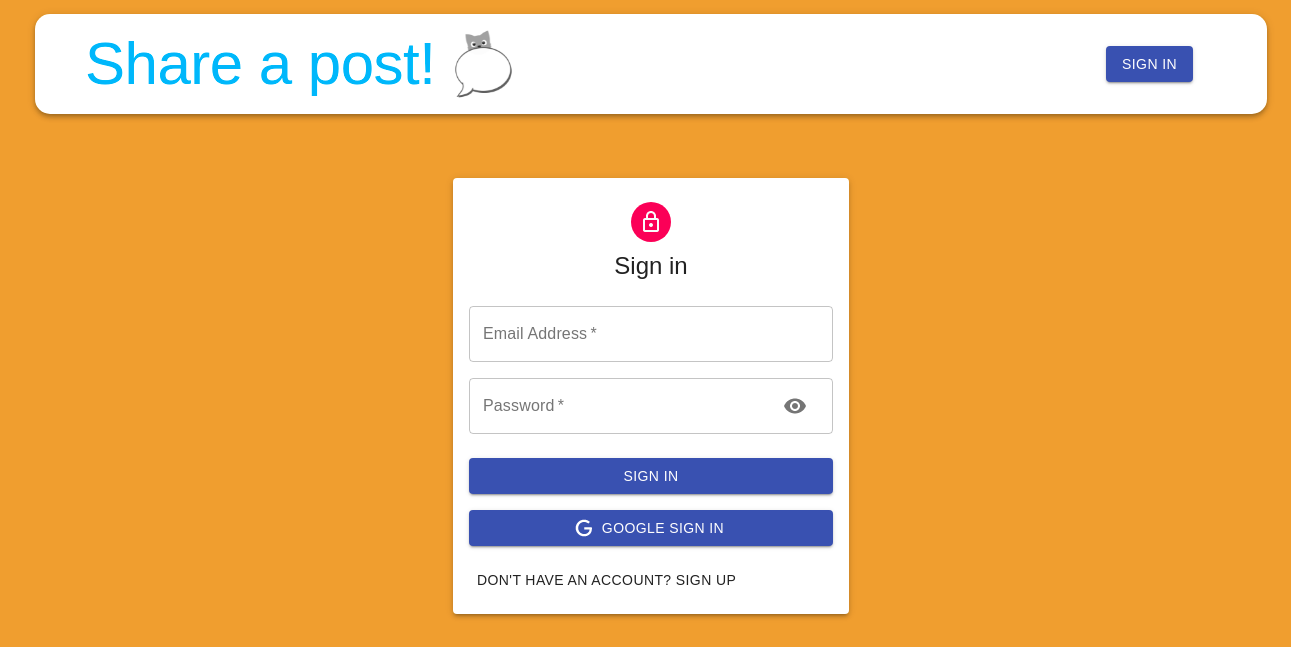 Share a post!
SIGN IN
Sign in
Email Address *
Password *
SIGN IN
GOOGLE SIGN IN
DON'T HAVE AN ACCOUNT? SIGN UP